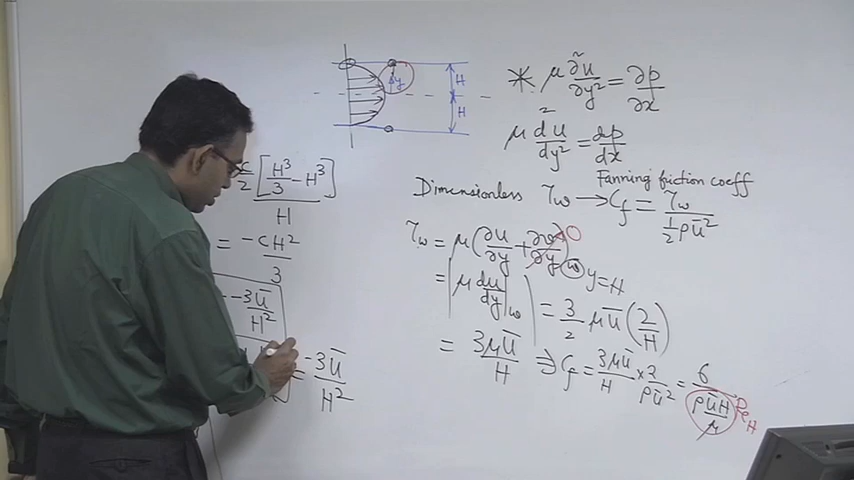 y
H
H
* μ ∂²u/∂y² = ∂p/∂x
μ d²u/dy² = dp/dx
Fanning friction coeff
Dimensionless τw → Cf = τw / ½ρū²
τw = μ(∂u/∂y + ∂v/∂y) 0
w y=H
= |μ du/dy|w| = 3/2 μū (2/H)
= 3μū/H ⇒ Cf = 3μū/H × 2/ρū² = 6 / (ρūH/μ) ReH
c/2 [H³/3 − H³] / H
= −cH²/3
−3ū/H²
= −3ū/H²